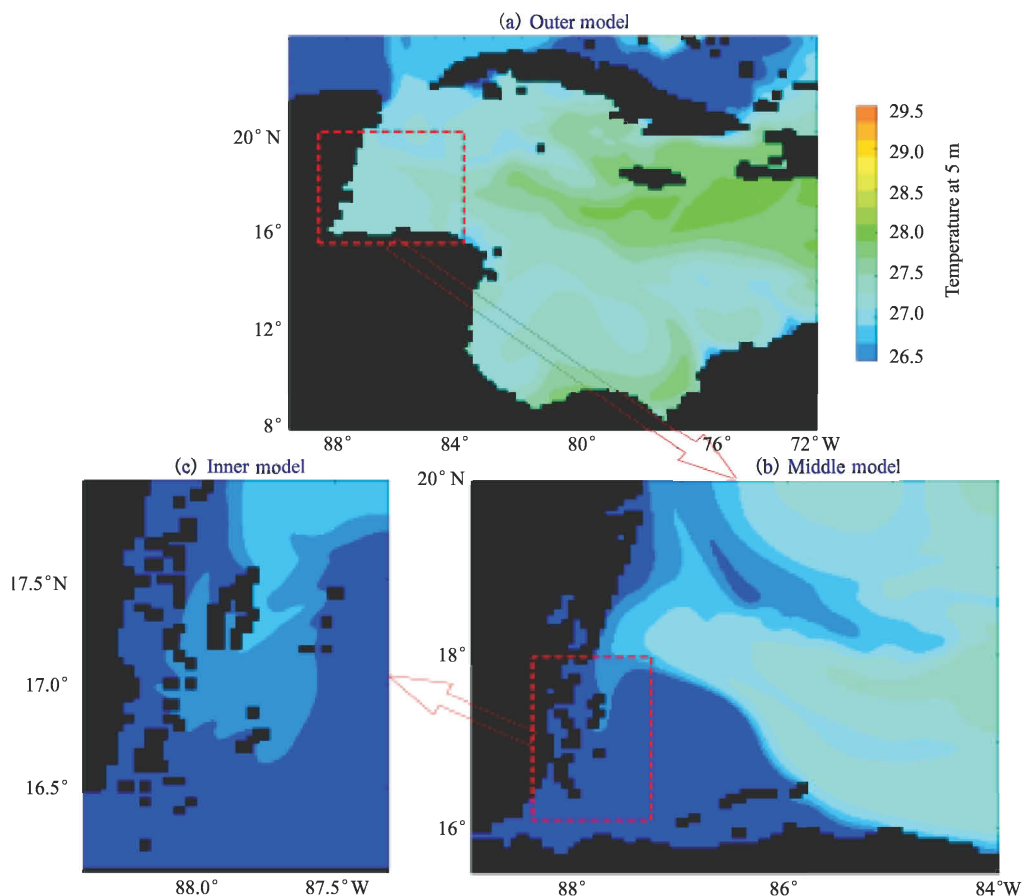 (a) Outer model
20°N
16°
12°
8°
88°
84°
80°
76°
72°W
29.5
29.0
28.5
28.0
27.5
27.0
26.5
Temperature at 5 m
(c) Inner model
17.5°N
17.0°
16.5°
88.0°
87.5°W
(b) Middle model
20°N
18°
16°
88°
86°
84°W